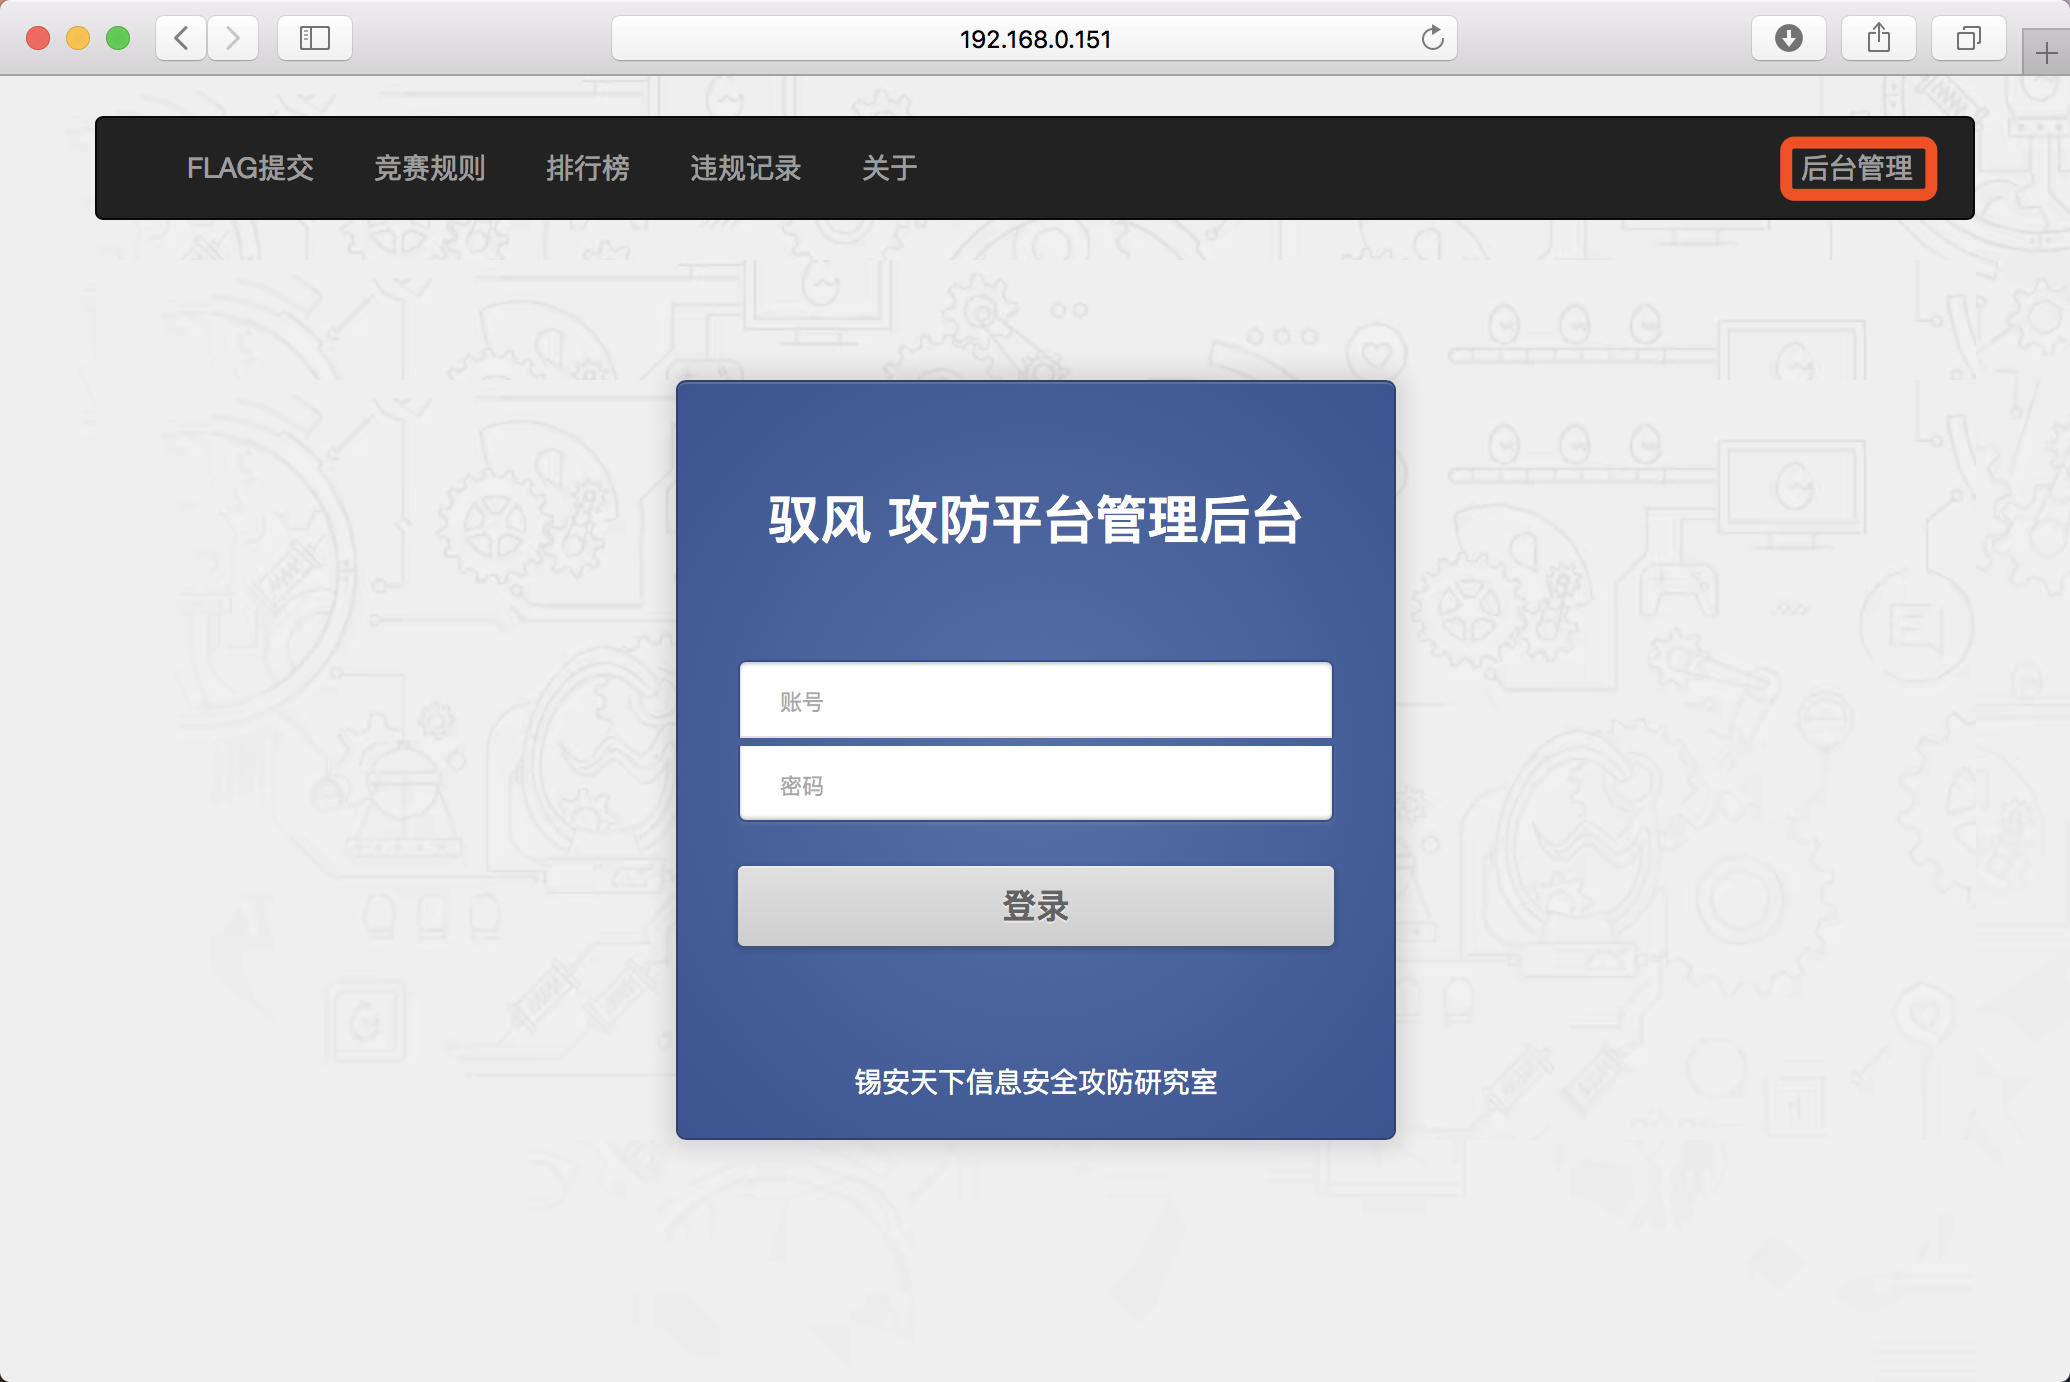 192.168.0.151
FLAG提交 竞赛规则 排行榜 违规记录 关于 后台管理
驭风 攻防平台管理后台
账号
密码
登录
锡安天下信息安全攻防研究室